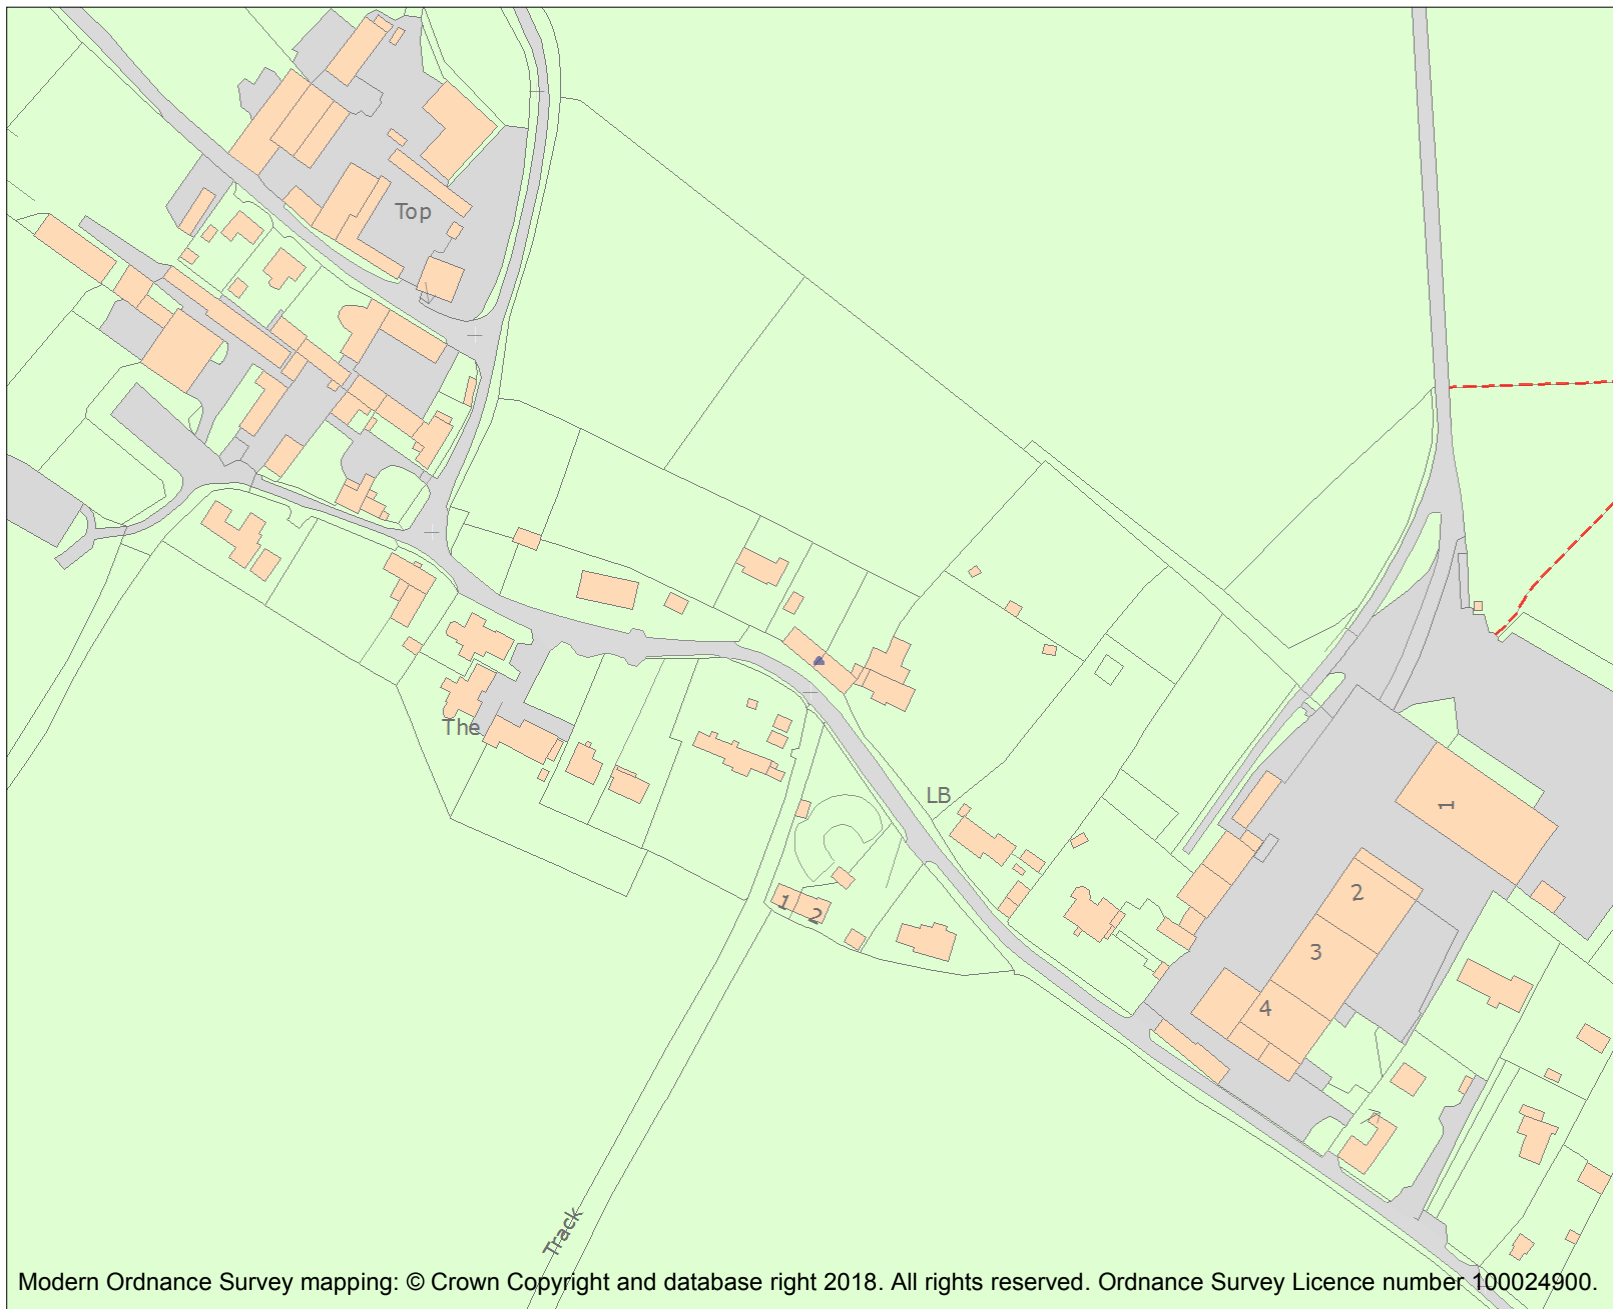 Top
The
LB
1
2
3
4
1 2
Track
Modern Ordnance Survey mapping: © Crown Copyright and database right 2018. All rights reserved. Ordnance Survey Licence number 100024900.